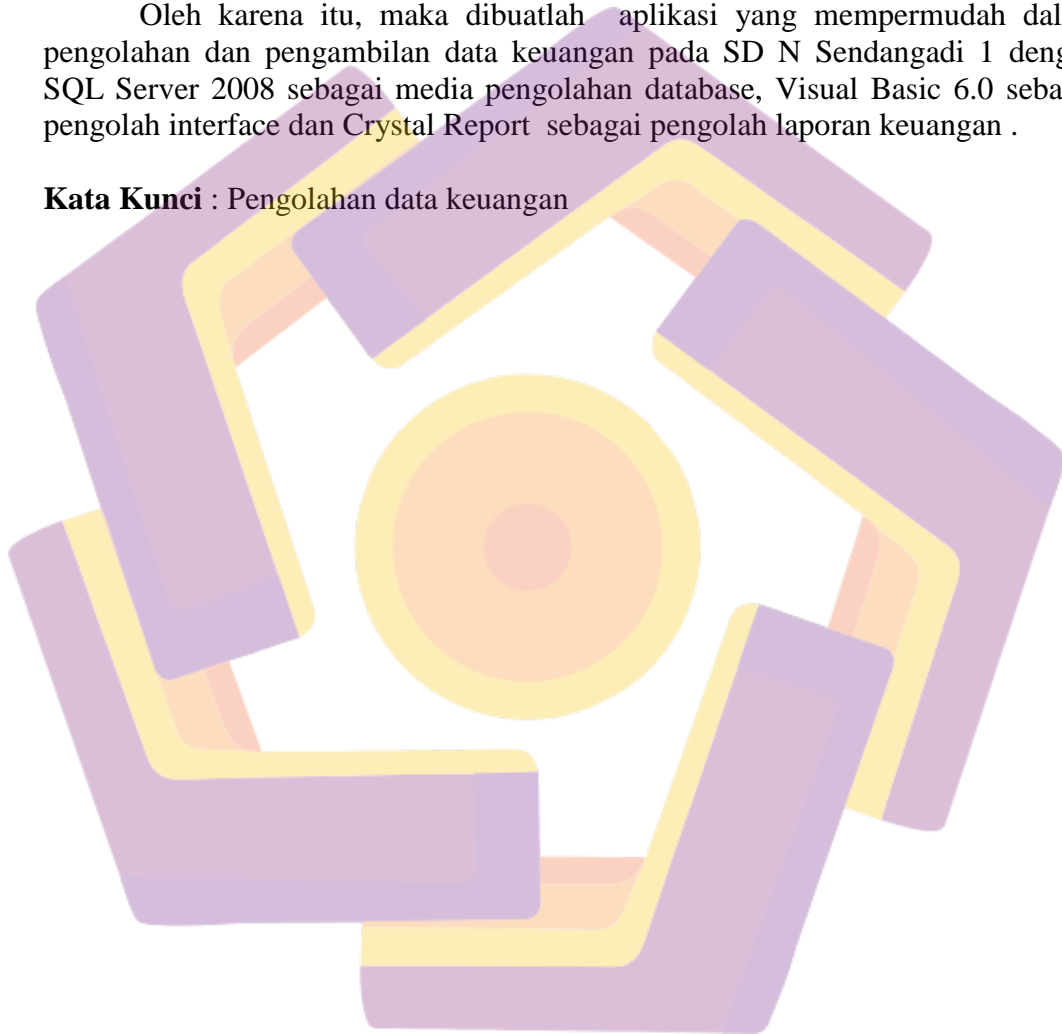 Oleh karena itu, maka dibuatlah aplikasi yang mempermudah dal
pengolahan dan pengambilan data keuangan pada SD N Sendangadi 1 deng
SQL Server 2008 sebagai media pengolahan database, Visual Basic 6.0 seba
pengolah interface dan Crystal Report sebagai pengolah laporan keuangan .
Kata Kunci : Pengolahan data keuangan